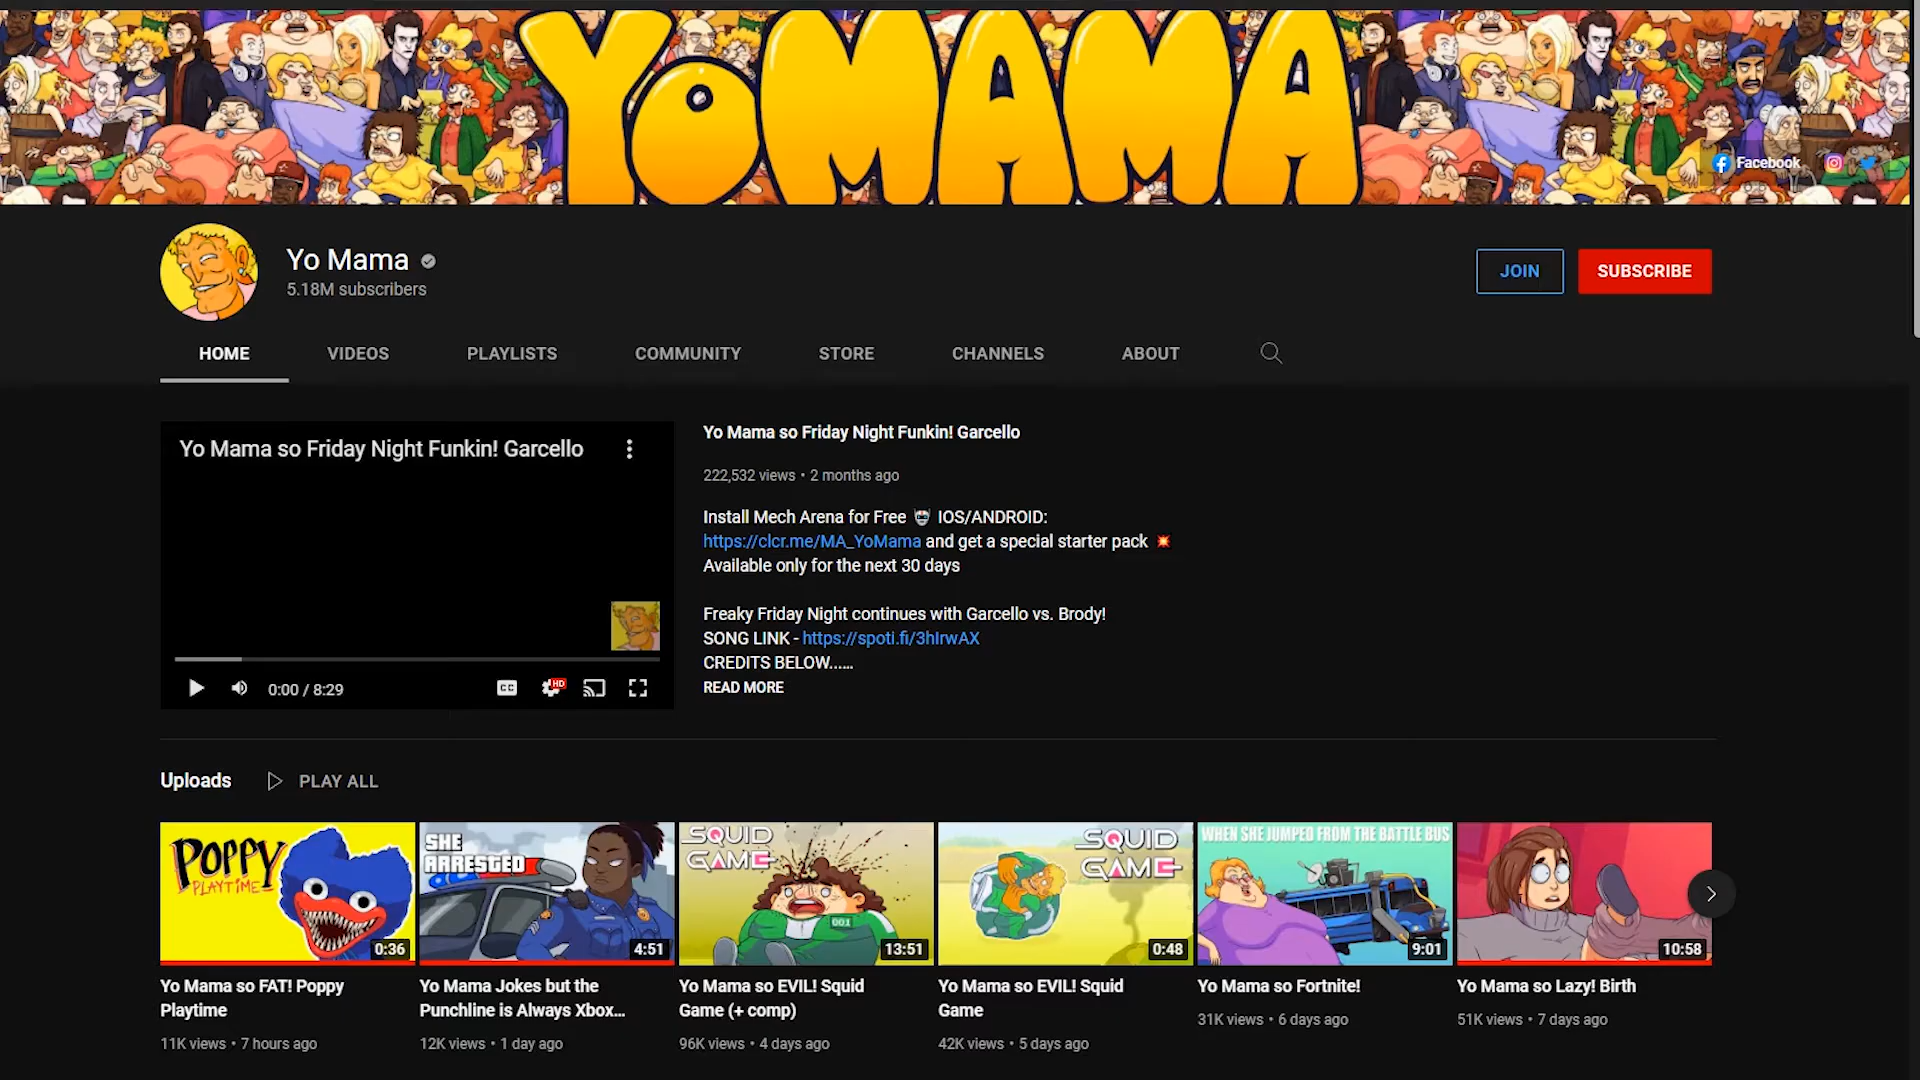 YO MAMA
Facebook
Yo Mama
5.18M subscribers
JOIN
SUBSCRIBE
HOME
VIDEOS
PLAYLISTS
COMMUNITY
STORE
CHANNELS
ABOUT
Yo Mama so Friday Night Funkin! Garcello
0:00 / 8:29
CC
HD
Yo Mama so Friday Night Funkin! Garcello
222,532 views • 2 months ago
Install Mech Arena for Free 🤖 IOS/ANDROID:
https://clcr.me/MA_YoMama and get a special starter pack 💥
Available only for the next 30 days
Freaky Friday Night continues with Garcello vs. Brody!
SONG LINK - https://spoti.fi/3hIrwAX
CREDITS BELOW......
READ MORE
Uploads
PLAY ALL
POPPY
PLAYTIME
0:36
Yo Mama so FAT! Poppy
Playtime
11K views • 7 hours ago
SHE
ARRESTED
4:51
Yo Mama Jokes but the
Punchline is Always Xbox...
12K views • 1 day ago
SQUID
GAME
001
13:51
Yo Mama so EVIL! Squid
Game (+ comp)
96K views • 4 days ago
SQUID
GAME
0:48
Yo Mama so EVIL! Squid
Game
42K views • 5 days ago
WHEN SHE JUMPED FROM THE BATTLE BUS
9:01
Yo Mama so Fortnite!
31K views • 6 days ago
10:58
Yo Mama so Lazy! Birth
51K views • 7 days ago